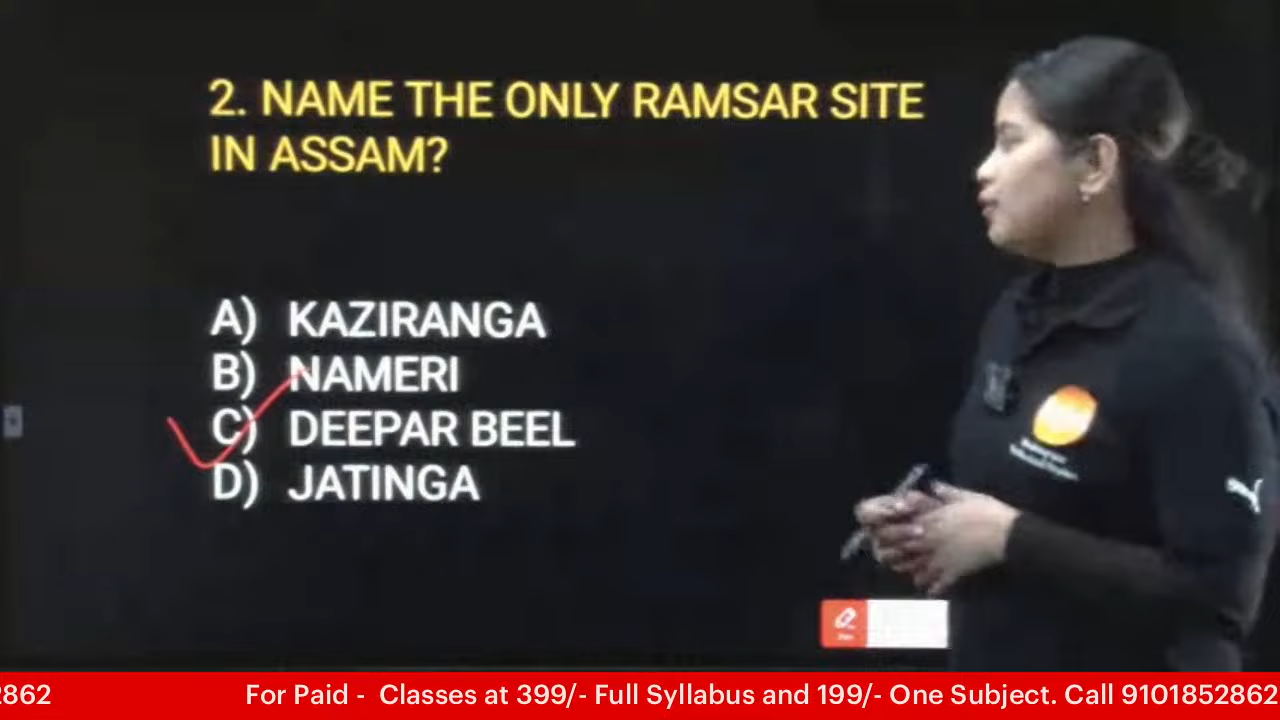 2. NAME THE ONLY RAMSAR SITE
IN ASSAM?
A) KAZIRANGA
B) NAMERI
C) DEEPAR BEEL
D) JATINGA
2862 For Paid - Classes at 399/- Full Syllabus and 199/- One Subject. Call 9101852862